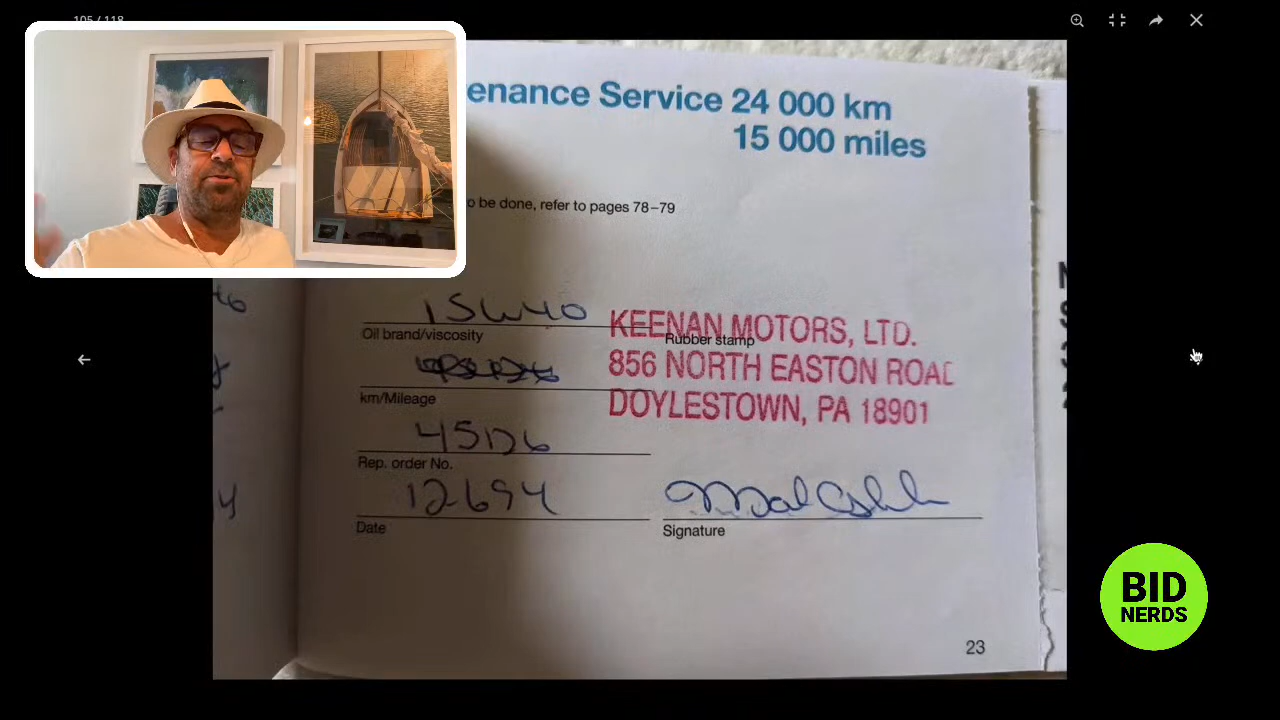 105 / 118
enance Service 24 000 km
15 000 miles
o be done, refer to pages 78–79
15W40
Oil brand/viscosity
KEENAN MOTORS, LTD.
Rubber stamp
856 NORTH EASTON ROAD
km/Mileage
DOYLESTOWN, PA 18901
45126
Rep. order No.
12694
Date
Signature
BID
NERDS
23